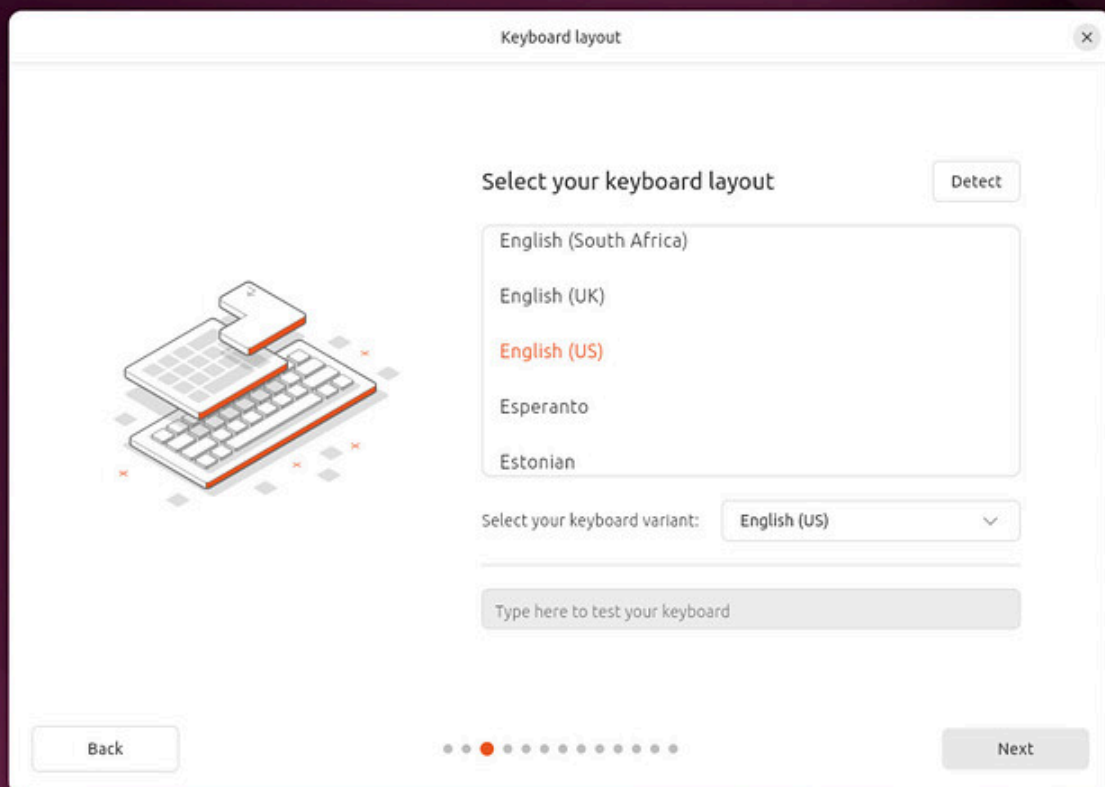 Keyboard layout
Select your keyboard layout
Detect
English (South Africa)
English (UK)
English (US)
Esperanto
Estonian
Select your keyboard variant:
English (US)
Type here to test your keyboard
Back
Next